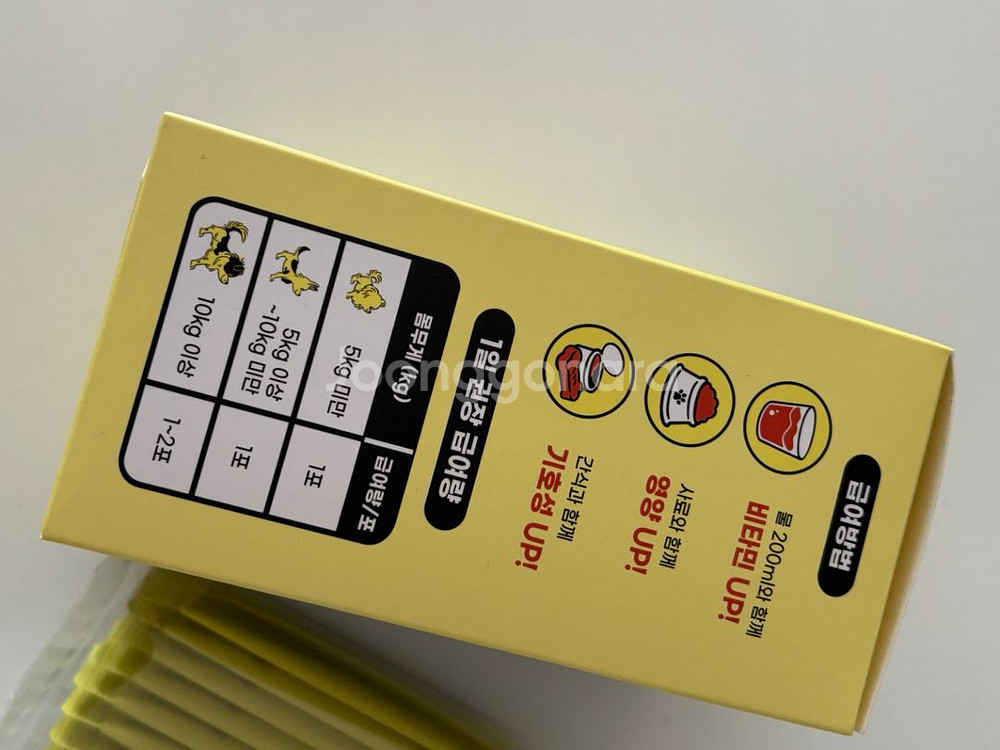 급여방법
물 200ml와 함께
비타민 UP!
사료와 함께
영양 UP!
간식과 함께
기호성 UP!
1일 권장 급여량
몸무게 (kg) 급여량/포
5kg 미만 1포
5kg 이상
~10kg 미만 1포
10kg 이상 1~2포
joonggonara